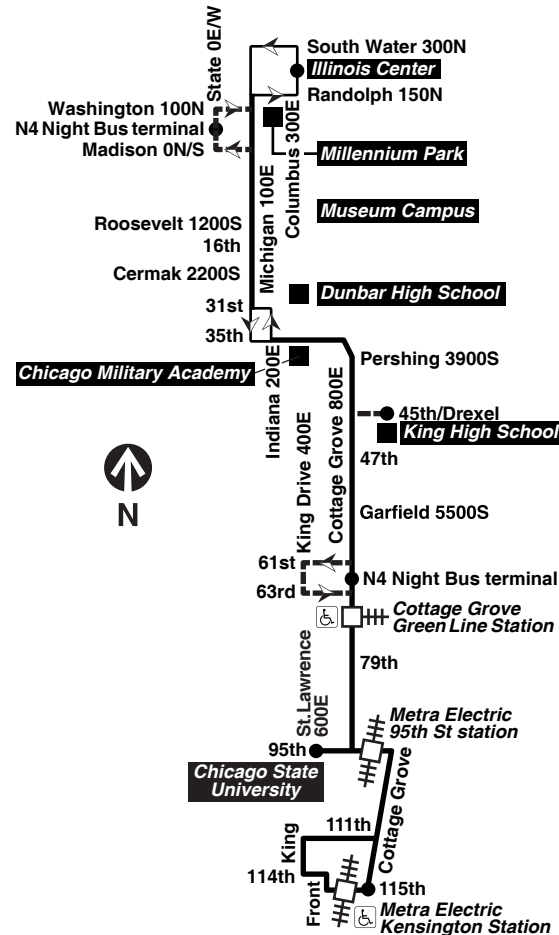 South Water 300N
State 0E/W
Illinois Center
Randolph 150N
Washington 100N
N4 Night Bus terminal
Madison 0N/S
Columbus 300E
Millennium Park
Michigan 100E
Museum Campus
Roosevelt 1200S
16th
Cermak 2200S
Dunbar High School
31st
35th
Pershing 3900S
Chicago Military Academy
Indiana 200E
Cottage Grove 800E
45th/Drexel
King High School
King Drive 400E
47th
N
Garfield 5500S
61st
63rd
N4 Night Bus terminal
Cottage Grove
Green Line Station
79th
St.Lawrence
600E
Metra Electric
95th St station
95th
Chicago State
University
Cottage Grove
111th
King
114th
Front
115th
Metra Electric
Kensington Station